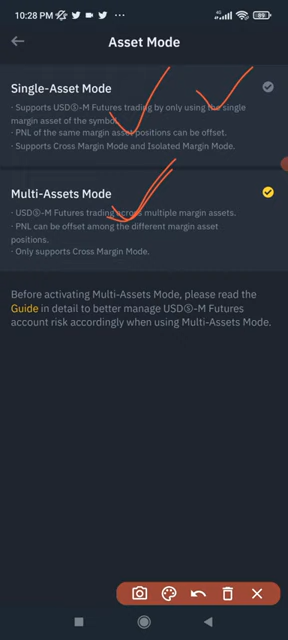 10:28 PM
4G
89
Asset Mode
Single-Asset Mode
· Supports USDⓈ-M Futures trading by only using the single
margin asset of the symbol.
· PNL of the same margin asset positions can be offset.
· Supports Cross Margin Mode and Isolated Margin Mode.
Multi-Assets Mode
· USDⓈ-M Futures trading across multiple margin assets.
· PNL can be offset among the different margin asset
positions.
· Only supports Cross Margin Mode.
Before activating Multi-Assets Mode, please read the
Guide in detail to better manage USDⓈ-M Futures
account risk accordingly when using Multi-Assets Mode.